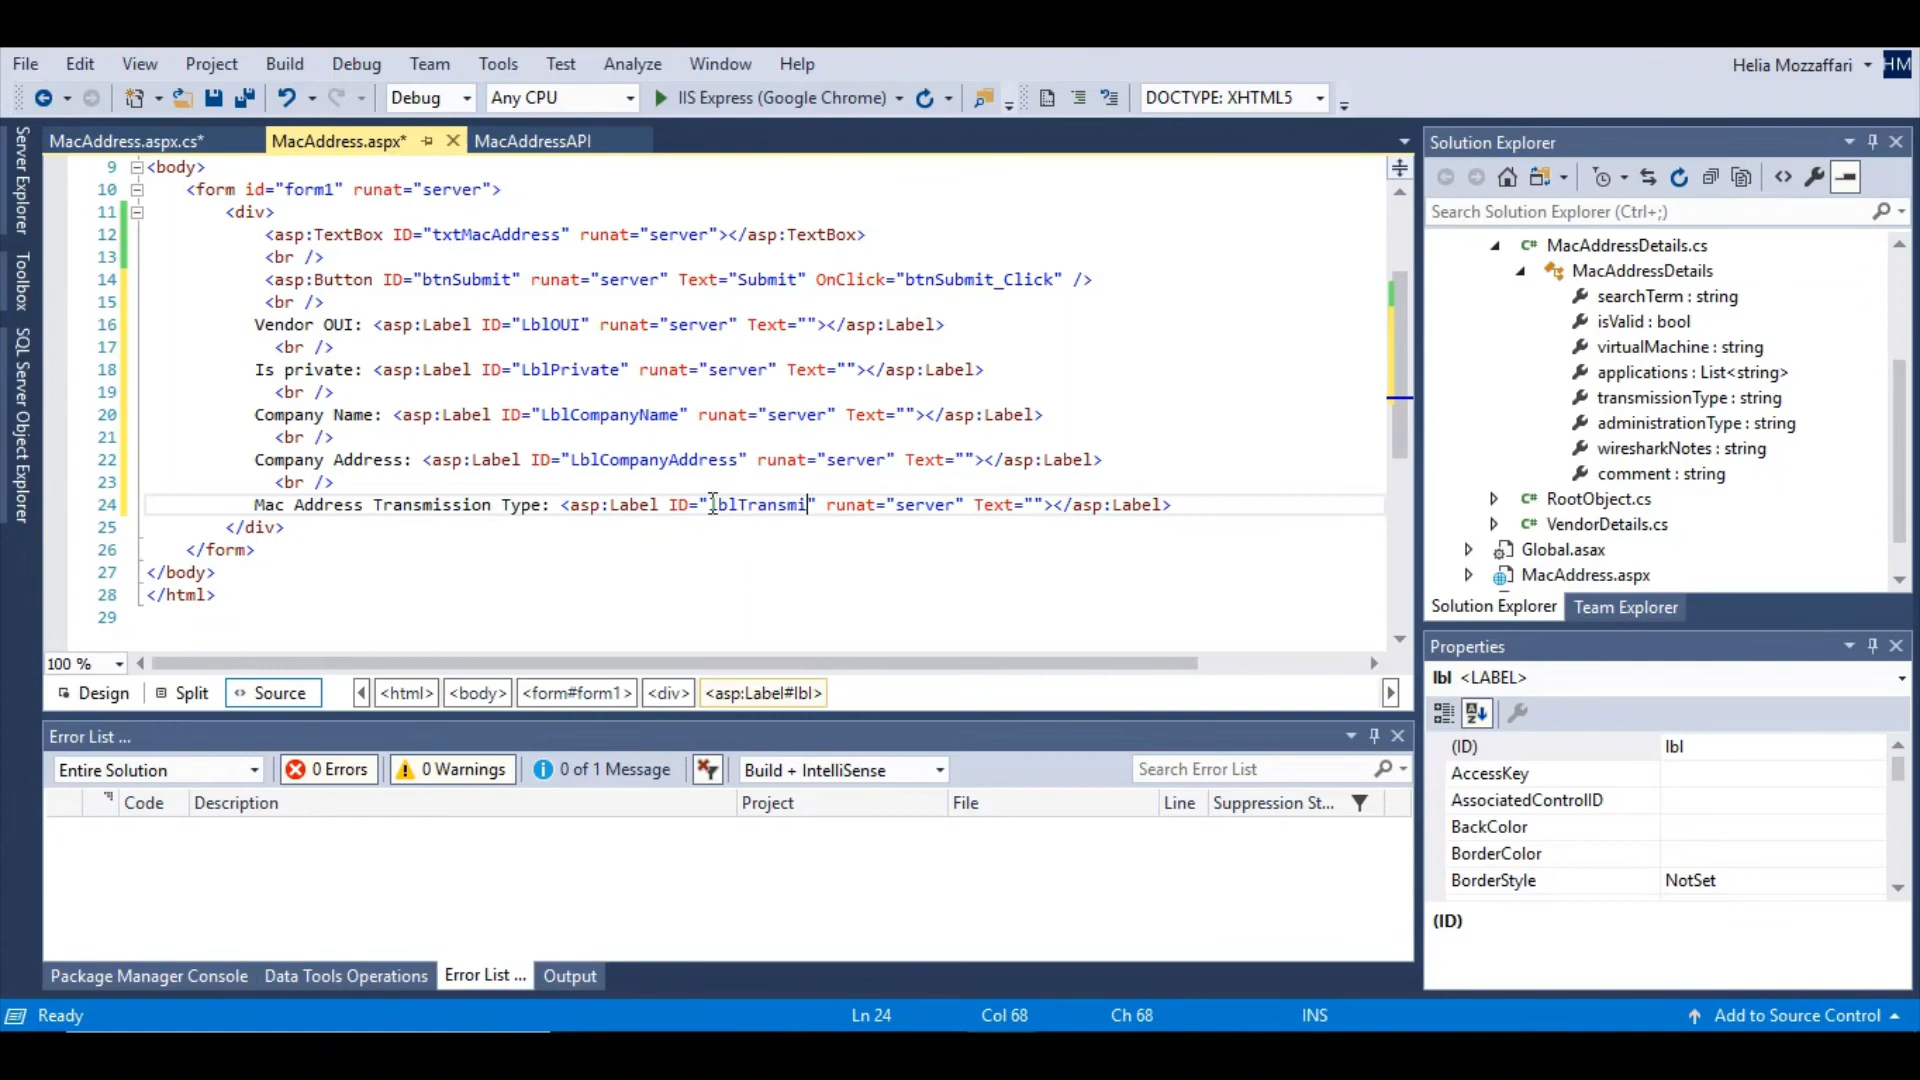 File Edit View Project Build Debug Team Tools Test Analyze Window Help
Helia Mozzaffari HM
Debug Any CPU IIS Express (Google Chrome) DOCTYPE: XHTML5
Server Explorer
Toolbox
SQL Server Object Explorer
MacAddress.aspx.cs* MacAddress.aspx* MacAddressAPI
9 <body>
10 <form id="form1" runat="server">
11 <div>
12 <asp:TextBox ID="txtMacAddress" runat="server"></asp:TextBox>
13 <br />
14 <asp:Button ID="btnSubmit" runat="server" Text="Submit" OnClick="btnSubmit_Click" />
15 <br />
16 Vendor OUI: <asp:Label ID="LblOUI" runat="server" Text=""></asp:Label>
17 <br />
18 Is private: <asp:Label ID="LblPrivate" runat="server" Text=""></asp:Label>
19 <br />
20 Company Name: <asp:Label ID="LblCompanyName" runat="server" Text=""></asp:Label>
21 <br />
22 Company Address: <asp:Label ID="LblCompanyAddress" runat="server" Text=""></asp:Label>
23 <br />
24 Mac Address Transmission Type: <asp:Label ID="lblTransmi" runat="server" Text=""></asp:Label>
25 </div>
26 </form>
27 </body>
28 </html>
29
100 %
Design Split Source <html> <body> <form#form1> <div> <asp:Label#lbl>
Error List ...
Entire Solution 0 Errors 0 Warnings 0 of 1 Message Build + IntelliSense Search Error List
Code Description Project File Line Suppression St...
Package Manager Console Data Tools Operations Error List ... Output
Solution Explorer
Search Solution Explorer (Ctrl+;)
C# MacAddressDetails.cs
MacAddressDetails
searchTerm : string
isValid : bool
virtualMachine : string
applications : List<string>
transmissionType : string
administrationType : string
wiresharkNotes : string
comment : string
C# RootObject.cs
C# VendorDetails.cs
Global.asax
MacAddress.aspx
Solution Explorer Team Explorer
Properties
lbl <LABEL>
(ID) lbl
AccessKey
AssociatedControlID
BackColor
BorderColor
BorderStyle NotSet
(ID)
Ready Ln 24 Col 68 Ch 68 INS Add to Source Control